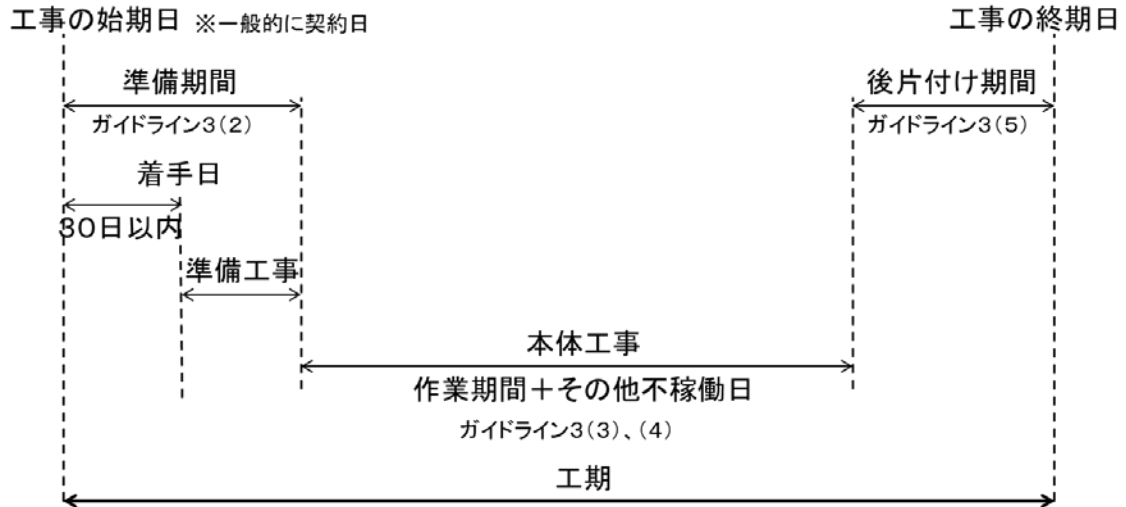 工事の始期日 ※一般的に契約日
工事の終期日
準備期間
ガイドライン3(2)
後片付け期間
ガイドライン3(5)
着手日
30日以内
準備工事
本体工事
作業期間+その他不稼働日
ガイドライン3(3)、(4)
工期